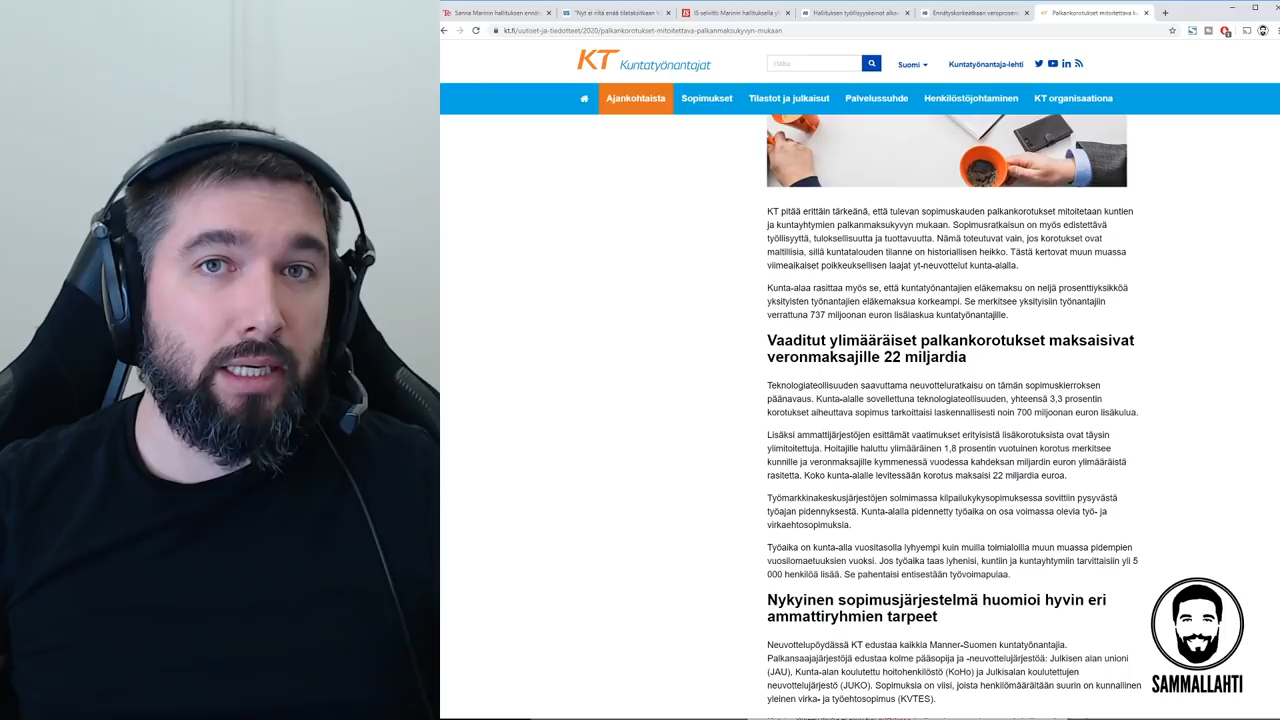 Sanna Marinin hallituksen ennäc
"Nyt ei niitä enää tilataksitkaan V
IS selvitti: Marinin hallituksella yl
Hallituksen työllisyyskeinot alka
Ennätyskorkeatkaan veroprosen
Palkankorotukset mitoitettava ku
kt.fi/uutiset-ja-tiedotteet/2020/palkankorotukset-mitoitettava-palkanmaksukyvyn-mukaan
KT Kuntatyönantajat
Haku
Suomi
Kuntatyönantaja-lehti
Ajankohtaista
Sopimukset
Tilastot ja julkaisut
Palvelussuhde
Henkilöstöjohtaminen
KT organisaationa
KT pitää erittäin tärkeänä, että tulevan sopimuskauden palkankorotukset mitoitetaan kuntien
ja kuntayhtymien palkanmaksukyvyn mukaan. Sopimusratkaisun on myös edistettävä
työllisyyttä, tuloksellisuutta ja tuottavuutta. Nämä toteutuvat vain, jos korotukset ovat
maltillisia, sillä kuntatalouden tilanne on historiallisen heikko. Tästä kertovat muun muassa
viimeaikaiset poikkeuksellisen laajat yt-neuvottelut kunta-alalla.
Kunta-alaa rasittaa myös se, että kuntatyönantajien eläkemaksu on neljä prosenttiyksikköä
yksityisten työnantajien eläkemaksua korkeampi. Se merkitsee yksityisiin työnantajiin
verrattuna 737 miljoonan euron lisälaskua kuntatyönantajille.
Vaaditut ylimääräiset palkankorotukset maksaisivat
veronmaksajille 22 miljardia
Teknologiateollisuuden saavuttama neuvotteluratkaisu on tämän sopimuskierroksen
päänavaus. Kunta-alalle sovellettuna teknologiateollisuuden, yhteensä 3,3 prosentin
korotukset aiheuttava sopimus tarkoittaisi laskennallisesti noin 700 miljoonan euron lisäkulua.
Lisäksi ammattijärjestöjen esittämät vaatimukset erityisistä lisäkorotuksista ovat täysin
ylimitoitettuja. Hoitajille haluttu ylimääräinen 1,8 prosentin vuotuinen korotus merkitsee
kunnille ja veronmaksajille kymmenessä vuodessa kahdeksan miljardin euron ylimääräistä
rasitetta. Koko kunta-alalle levitessään korotus maksaisi 22 miljardia euroa.
Työmarkkinakeskusjärjestöjen solmimassa kilpailukykysopimuksessa sovittiin pysyvästä
työajan pidennyksestä. Kunta-alalla pidennetty työaika on osa voimassa olevia työ- ja
virkaehtosopimuksia.
Työaika on kunta-alla vuositasolla lyhyempi kuin muilla toimialoilla muun muassa pidempien
vuosilomaetuuksien vuoksi. Jos työaika taas lyhenisi, kuntiin ja kuntayhtymiin tarvittaisiin yli 5
000 henkilöä lisää. Se pahentaisi entisestään työvoimapulaa.
Nykyinen sopimusjärjestelmä huomioi hyvin eri
ammattiryhmien tarpeet
Neuvottelupöydässä KT edustaa kaikkia Manner-Suomen kuntatyönantajia.
Palkansaajajärjestöjä edustaa kolme pääsopija ja -neuvottelujärjestöä: Julkisen alan unioni
(JAU), Kunta-alan koulutettu hoitohenkilöstö (KoHo) ja Julkisalan koulutettujen
neuvottelujärjestö (JUKO). Sopimuksia on viisi, joista henkilömäärältään suurin on kunnallinen
yleinen virka- ja työehtosopimus (KVTES).
SAMMALLAHTI